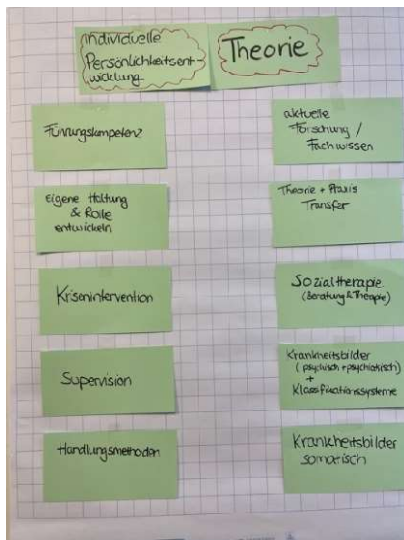 individuelle
Persönlichkeitsent-
wicklung
Theorie
Führungskompetenz
eigene Haltung
& Rolle
entwickeln
Krisenintervention
Supervision
Handlungsmethoden
aktuelle
Forschung /
Fachwissen
Theorie + Praxis
Transfer
Sozialtherapie
(Beratung & Therapie)
Krankheitsbilder
(psychisch + psychiatrisch)
+
Klassifikationssysteme
Krankheitsbilder
somatisch